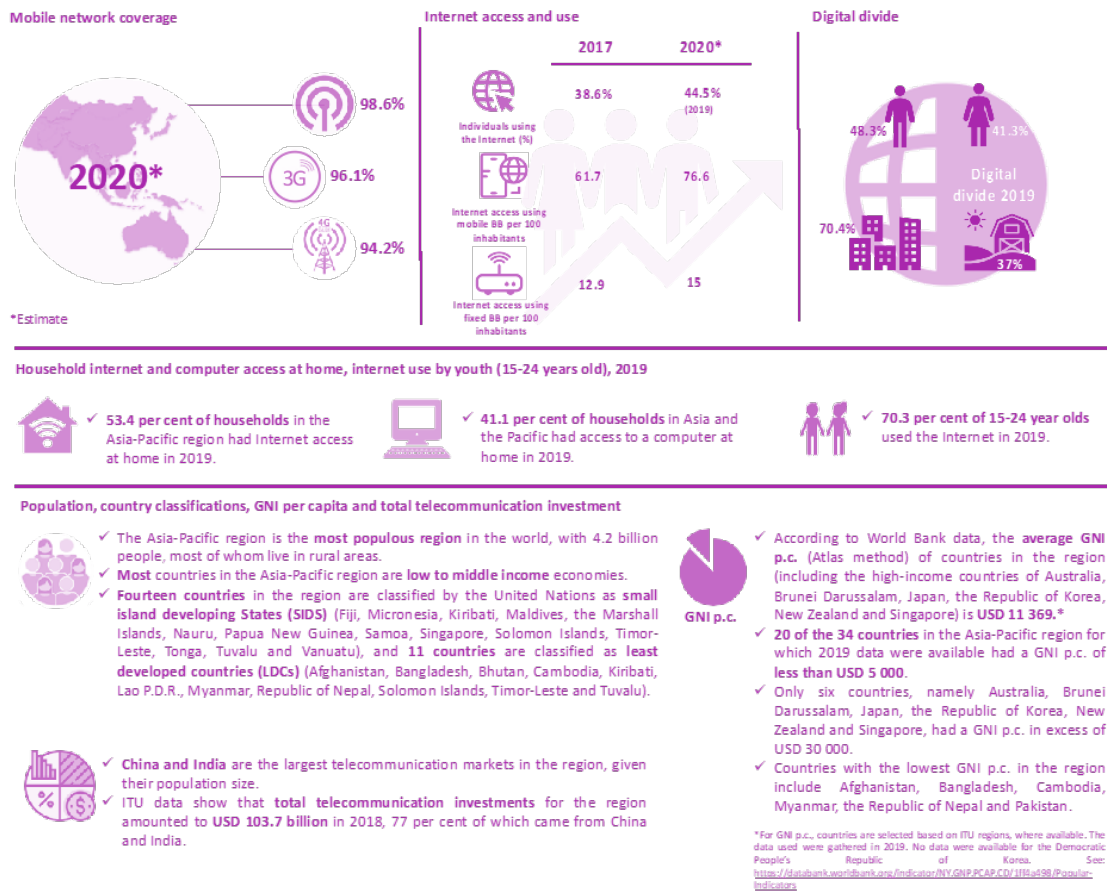 Mobile network coverage
2020*
98.6%
3G
96.1%
4G
94.2%
*Estimate
Internet access and use
2017
2020*
Individuals using
the Internet (%)
38.6%
44.5%
(2019)
Internet access using
mobile BB per 100
inhabitants
61.7
76.6
Internet access using
fixed BB per 100
inhabitants
12.9
15
Digital divide
48.3%
41.3%
Digital
divide 2019
70.4%
37%
Household internet and computer access at home, internet use by youth (15-24 years old), 2019
✓ 53.4 per cent of households in the
Asia-Pacific region had Internet access
at home in 2019.
✓ 41.1 per cent of households in Asia and
the Pacific had access to a computer at
home in 2019.
✓ 70.3 per cent of 15-24 year olds
used the Internet in 2019.
Population, country classifications, GNI per capita and total telecommunication investment
✓ The Asia-Pacific region is the most populous region in the world, with 4.2 billion
people, most of whom live in rural areas.
✓ Most countries in the Asia-Pacific region are low to middle income economies.
✓ Fourteen countries in the region are classified by the United Nations as small
island developing States (SIDS) (Fiji, Micronesia, Kiribati, Maldives, the Marshall
Islands, Nauru, Papua New Guinea, Samoa, Singapore, Solomon Islands, Timor-
Leste, Tonga, Tuvalu and Vanuatu), and 11 countries are classified as least
developed countries (LDCs) (Afghanistan, Bangladesh, Bhutan, Cambodia, Kiribati,
Lao P.D.R., Myanmar, Republic of Nepal, Solomon Islands, Timor-Leste and Tuvalu).
%
$
✓ China and India are the largest telecommunication markets in the region, given
their population size.
✓ ITU data show that total telecommunication investments for the region
amounted to USD 103.7 billion in 2018, 77 per cent of which came from China
and India.
GNI p.c.
✓ According to World Bank data, the average GNI
p.c. (Atlas method) of countries in the region
(including the high-income countries of Australia,
Brunei Darussalam, Japan, the Republic of Korea,
New Zealand and Singapore) is USD 11 369.*
✓ 20 of the 34 countries in the Asia-Pacific region for
which 2019 data were available had a GNI p.c. of
less than USD 5 000.
✓ Only six countries, namely Australia, Brunei
Darussalam, Japan, the Republic of Korea, New
Zealand and Singapore, had a GNI p.c. in excess of
USD 30 000.
✓ Countries with the lowest GNI p.c. in the region
include Afghanistan, Bangladesh, Cambodia,
Myanmar, the Republic of Nepal and Pakistan.
*For GNI p.c., countries are selected based on ITU regions, where available. The
data used were gathered in 2019. No data were available for the Democratic
People's Republic of Korea. See:
https://databank.worldbank.org/indicator/NY.GNP.PCAP.CD/1ff4a498/Popular-
Indicators